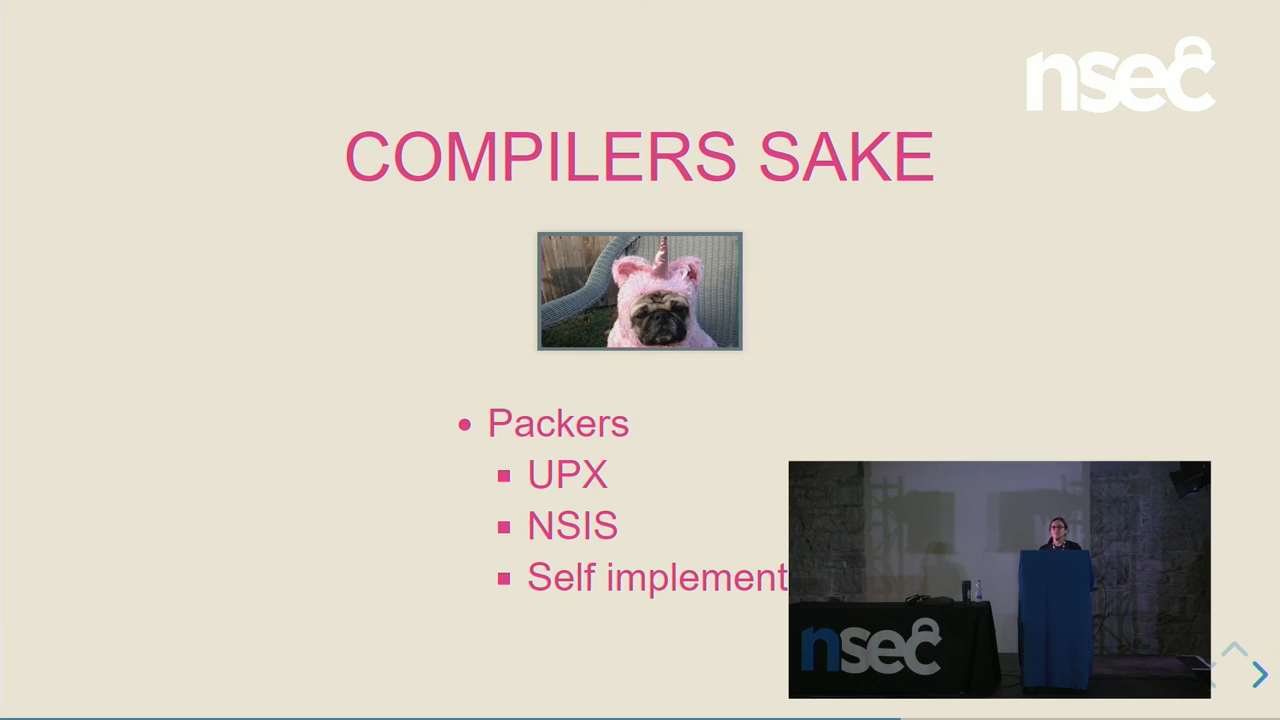 nsec
COMPILERS SAKE
Packers
UPX
NSIS
Self implement
nsec